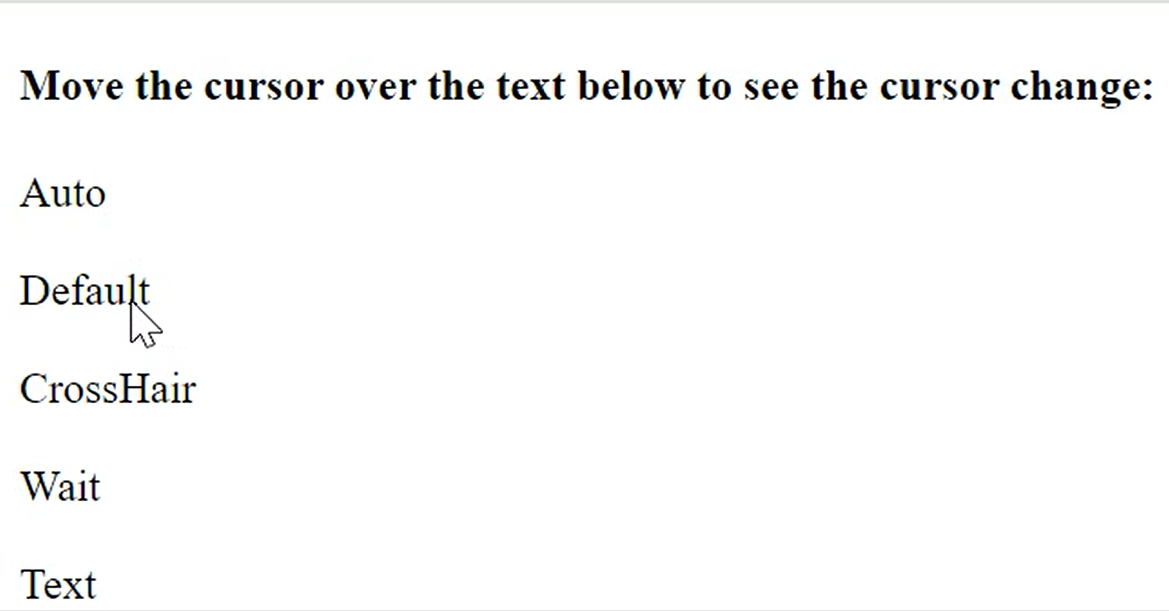 Move the cursor over the text below to see the cursor change:
Auto
Default
CrossHair
Wait
Text